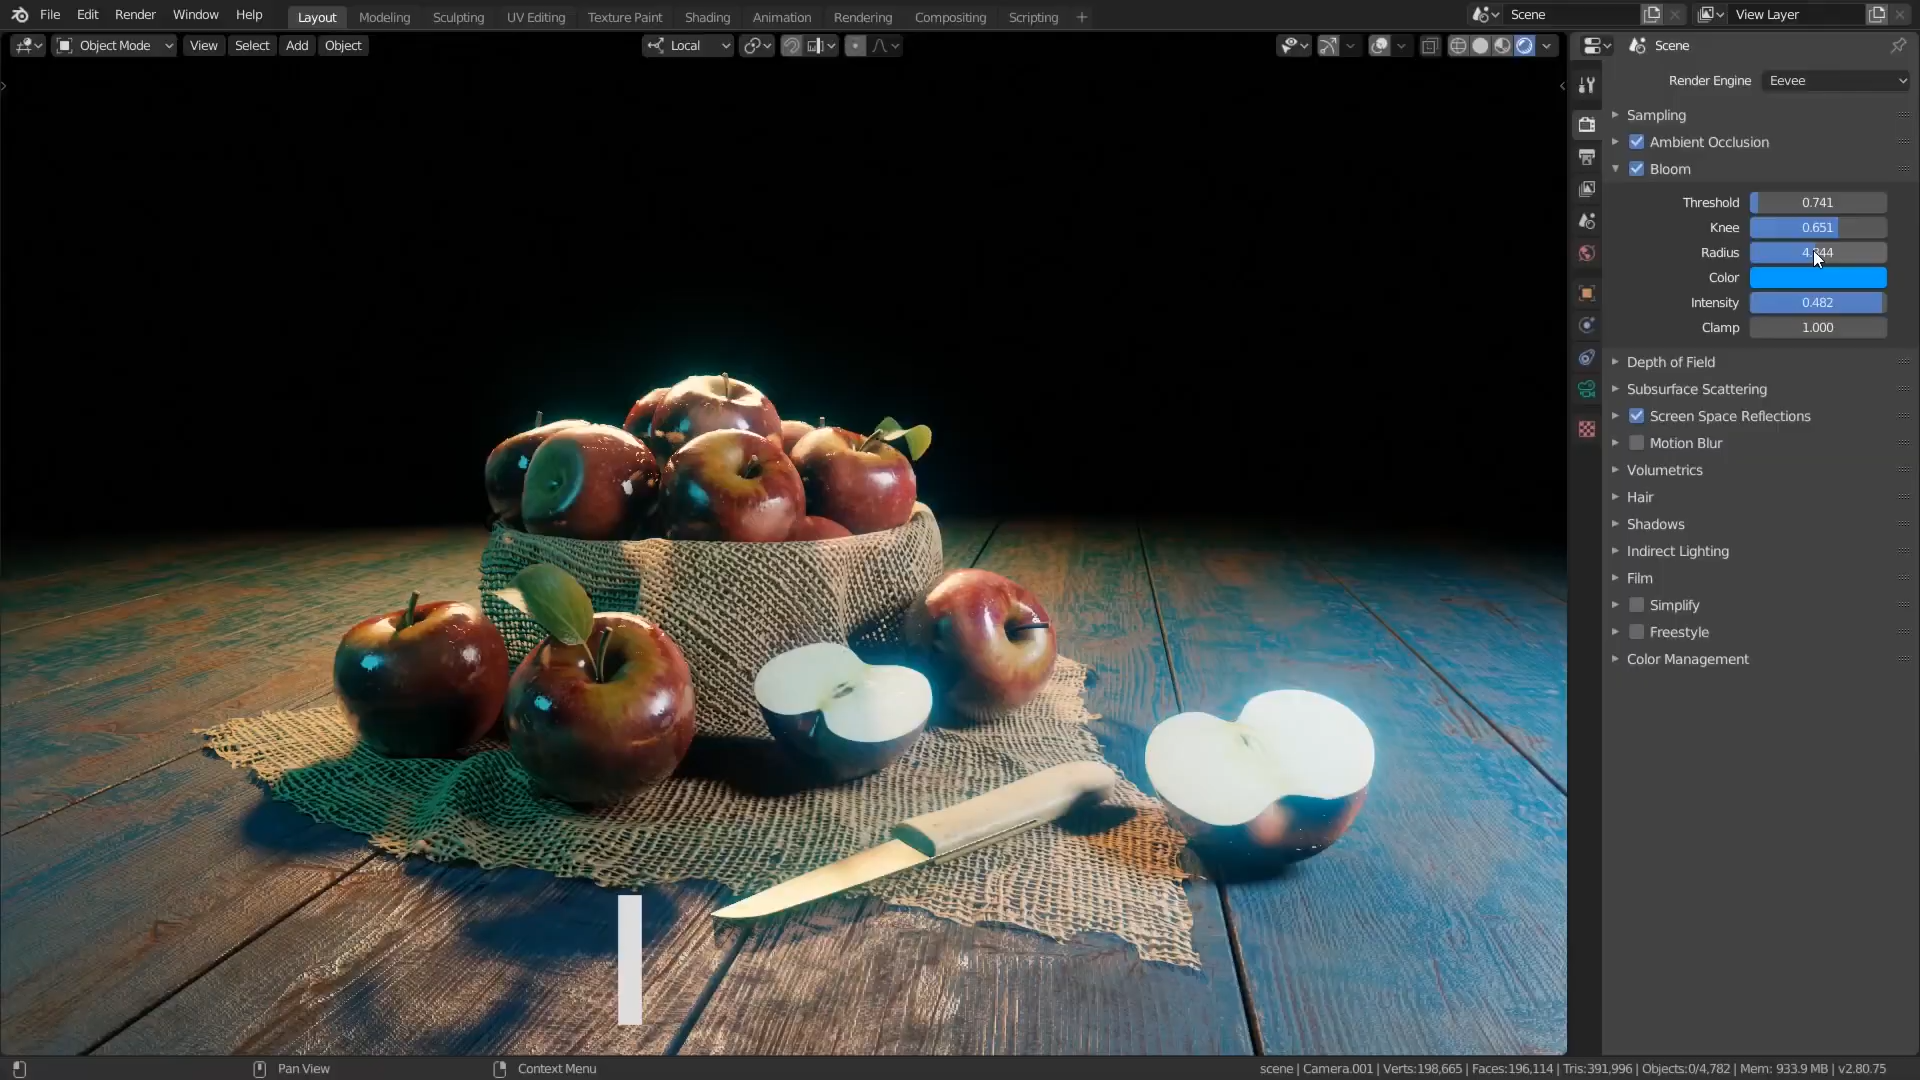 File Edit Render Window Help Layout Modeling Sculpting UV Editing Texture Paint Shading Animation Rendering Compositing Scripting + Scene View Layer
Object Mode View Select Add Object Local Scene
Render Engine Eevee
Sampling
Ambient Occlusion
Bloom
Threshold 0.741
Knee 0.651
Radius
Color
Intensity 0.482
Clamp 1.000
Depth of Field
Subsurface Scattering
Screen Space Reflections
Motion Blur
Volumetrics
Hair
Shadows
Indirect Lighting
Film
Simplify
Freestyle
Color Management
Pan View Context Menu scene | Camera.001 | Verts:198,665 | Faces:196,114 | Tris:391,996 | Objects:0/4,782 | Mem: 933.9 MB | v2.80.75